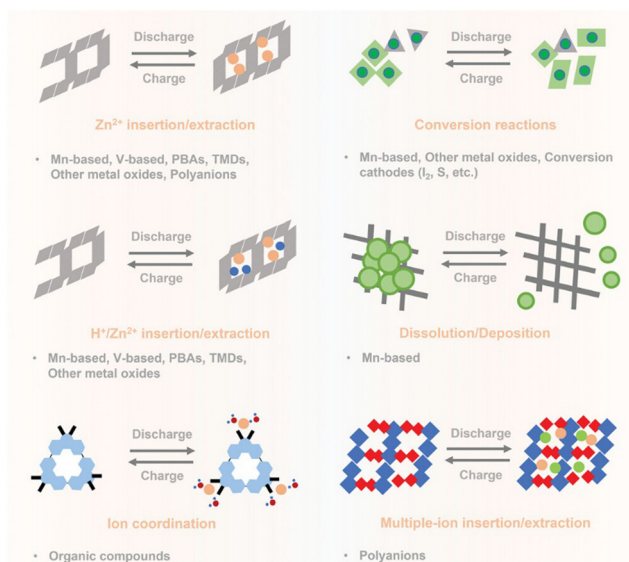 Discharge
Charge
Zn²⁺ insertion/extraction
• Mn-based, V-based, PBAs, TMDs,
Other metal oxides, Polyanions
Discharge
Charge
Conversion reactions
• Mn-based, Other metal oxides, Conversion
cathodes (I₂, S, etc.)
Discharge
Charge
H⁺/Zn²⁺ insertion/extraction
• Mn-based, V-based, PBAs, TMDs,
Other metal oxides
Discharge
Charge
Dissolution/Deposition
• Mn-based
Discharge
Charge
Ion coordination
• Organic compounds
Discharge
Charge
Multiple-ion insertion/extraction
• Polyanions